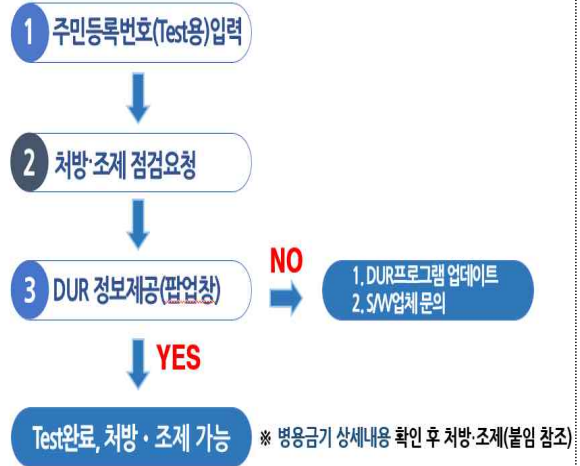 1 주민등록번호(Test용)입력
2 처방·조제 점검요청
3 DUR 정보제공(팝업창)
NO
1. DUR프로그램 업데이트
2. S/W업체 문의
YES
Test완료, 처방·조제 가능
※ 병용금기 상세내용 확인 후 처방·조제(붙임 참조)